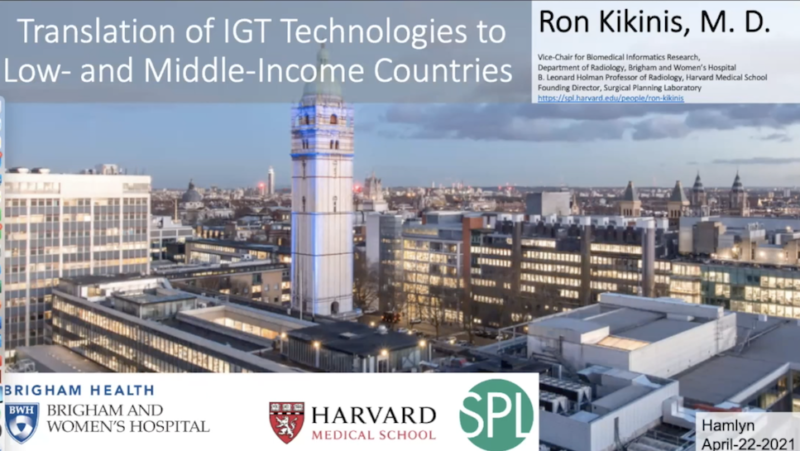 Translation of IGT Technologies to
Low- and Middle-Income Countries
Ron Kikinis, M. D.
Vice-Chair for Biomedical Informatics Research,
Department of Radiology, Brigham and Women's Hospital
B. Leonard Holman Professor of Radiology, Harvard Medical School
Founding Director, Surgical Planning Laboratory
https://spl.harvard.edu/people/ron-kikinis
BRIGHAM HEALTH
BWH
BRIGHAM AND
WOMEN'S HOSPITAL
HARVARD
MEDICAL SCHOOL
SPL
Hamlyn
April-22-2021